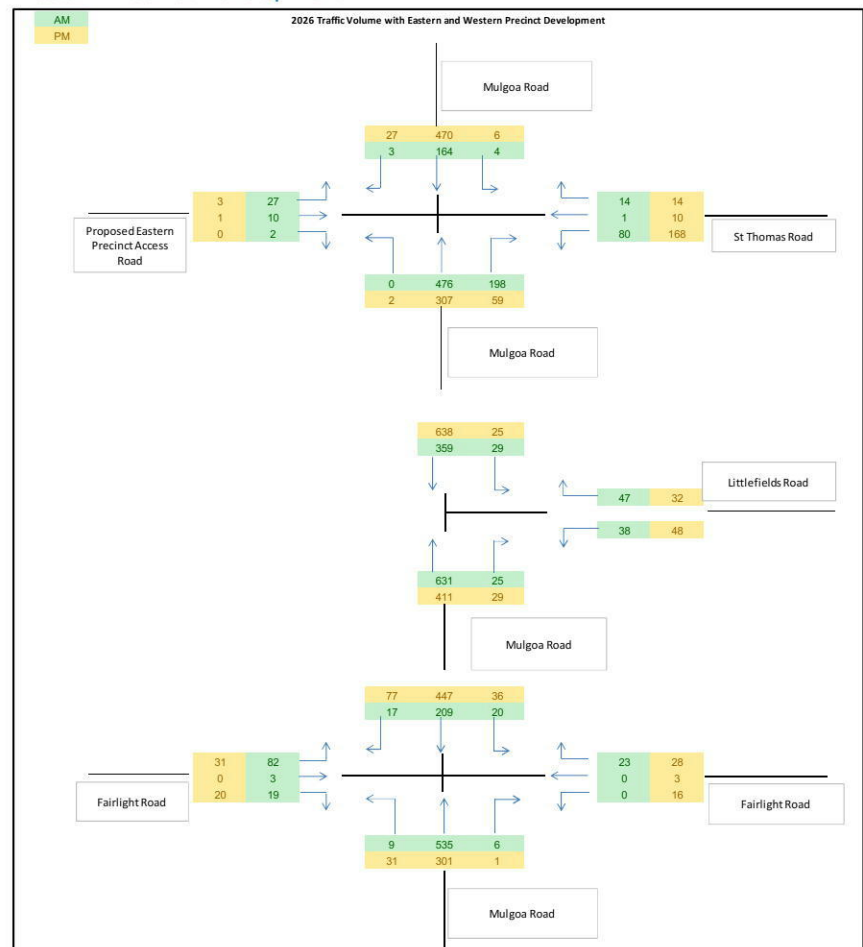 AM
PM
2026 Traffic Volume with Eastern and Western Precinct Development
Mulgoa Road
27 470 6
3 164 4
3 27
1 10
0 2
Proposed Eastern
Precinct Access
Road
14 14
1 10
80 168
St Thomas Road
0 476 198
2 307 59
Mulgoa Road
638 25
359 29
Littlefields Road
47 32
38 48
631 25
411 29
Mulgoa Road
77 447 36
17 209 20
31 82
0 3
20 19
Fairlight Road
23 28
0 3
0 16
Fairlight Road
9 535 6
31 301 1
Mulgoa Road